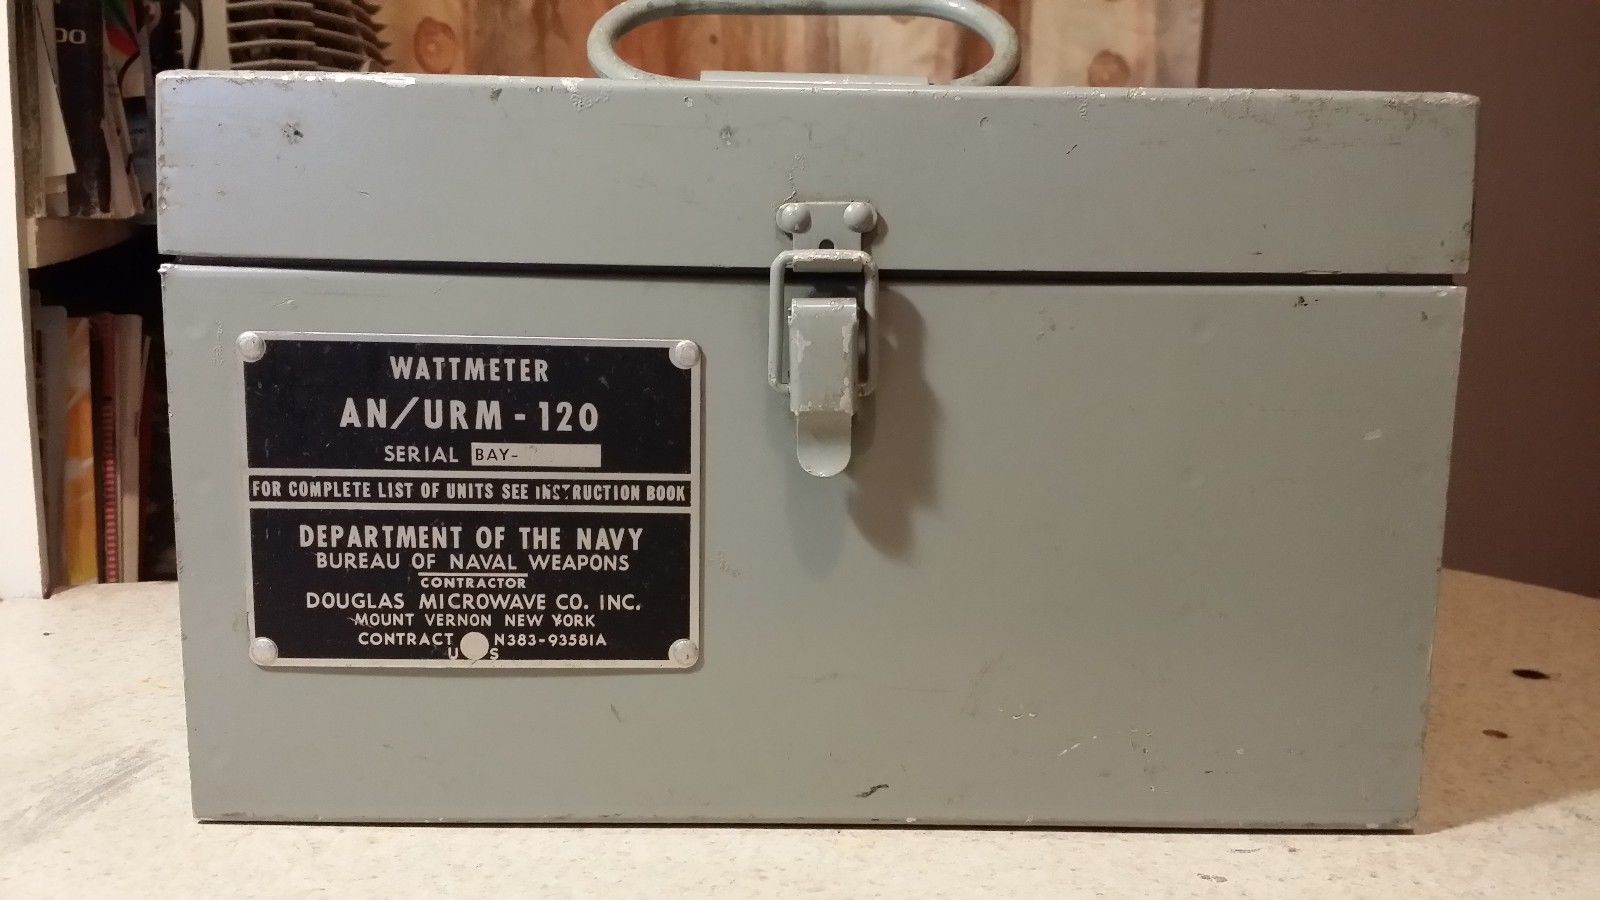 WATTMETER
AN/URM-120
SERIAL BAY-
FOR COMPLETE LIST OF UNITS SEE INSTRUCTION BOOK
DEPARTMENT OF THE NAVY
BUREAU OF NAVAL WEAPONS
CONTRACTOR
DOUGLAS MICROWAVE CO. INC.
MOUNT VERNON NEW YORK
CONTRACT N383-93581A
U S